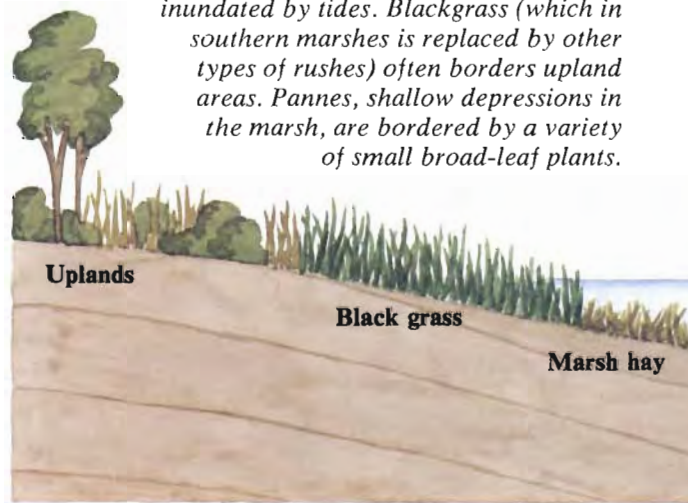 inundated by tides. Blackgrass (which in
southern marshes is replaced by other
types of rushes) often borders upland
areas. Pannes, shallow depressions in
the marsh, are bordered by a variety
of small broad-leaf plants.
Uplands
Black grass
Marsh hay